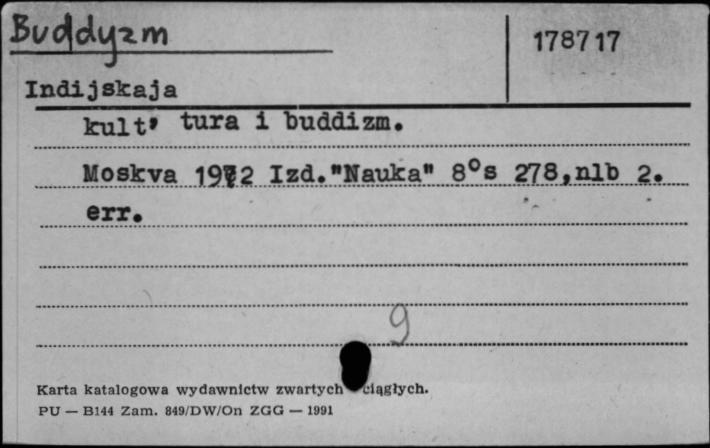 Buddyzm
178717
Indijskaja
kult' tura i buddizm.
Moskva 1972 Izd."Nauka" 8°s 278,nlb 2.
err.
9
Karta katalogowa wydawnictw zwartych ciągłych.
PU — B144 Zam. 849/DW/On ZGG — 1991